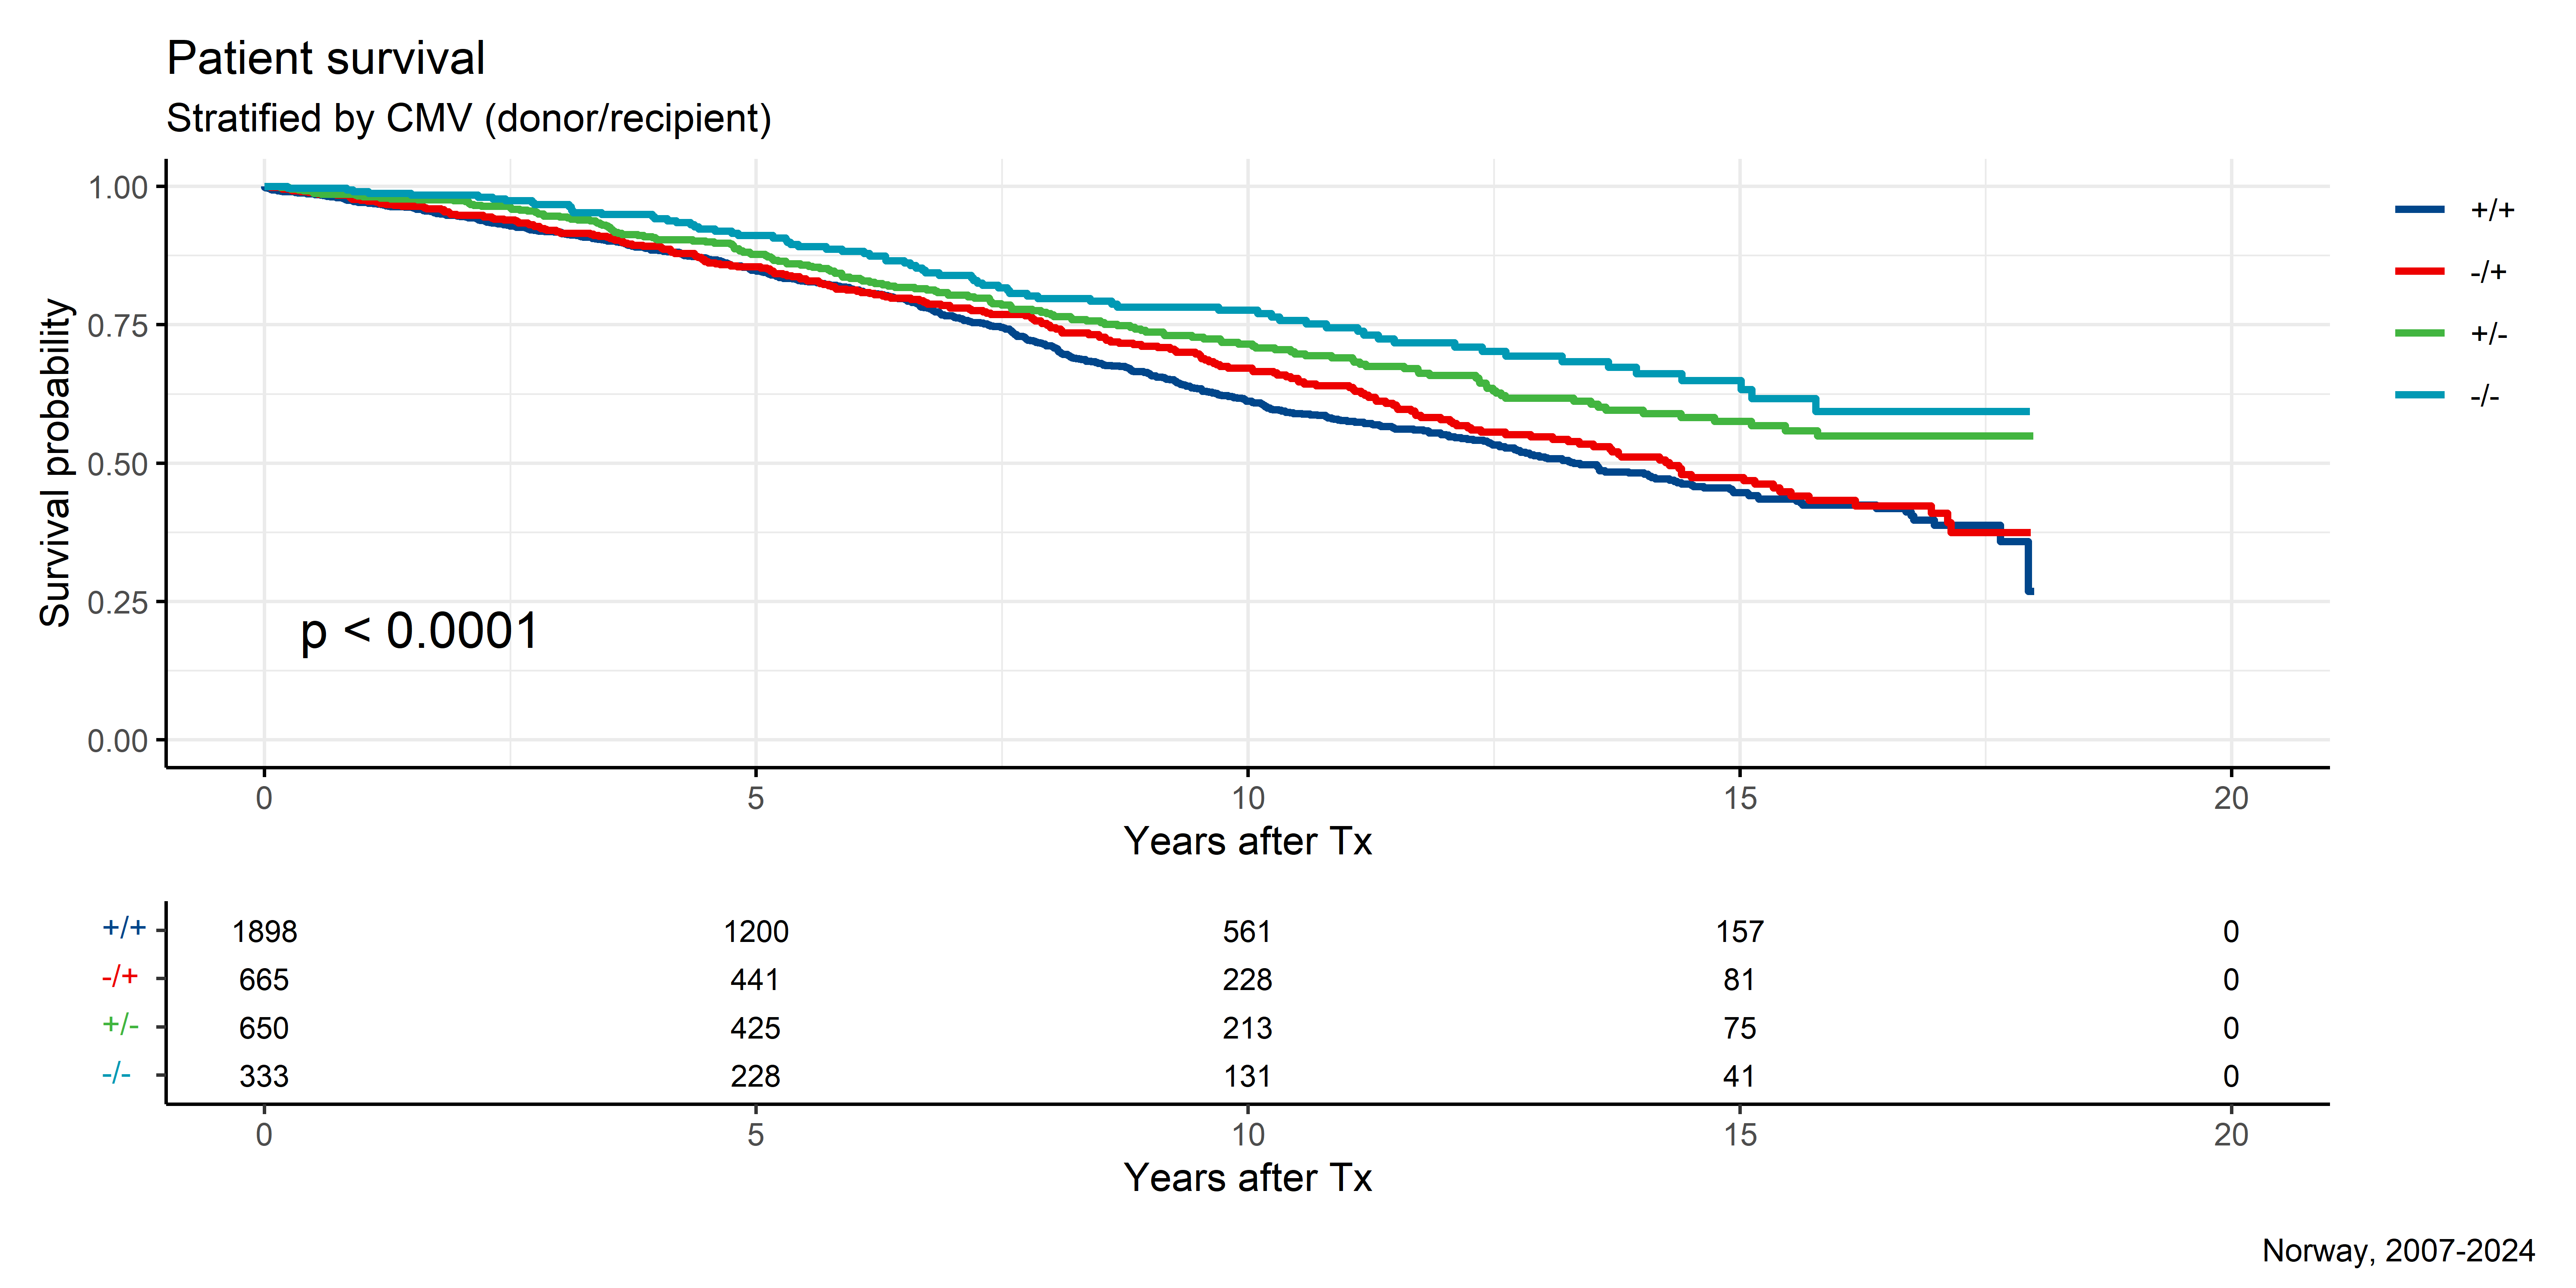 Patient survival
Stratified by CMV (donor/recipient)
Survival probability
1.00
0.75
0.50
0.25
0.00
p < 0.0001
0 5 10 15 20
Years after Tx
+/+
-/+
+/-
-/-
+/+ 1898 1200 561 157 0
-/+ 665 441 228 81 0
+/- 650 425 213 75 0
-/- 333 228 131 41 0
0 5 10 15 20
Years after Tx
Norway, 2007-2024